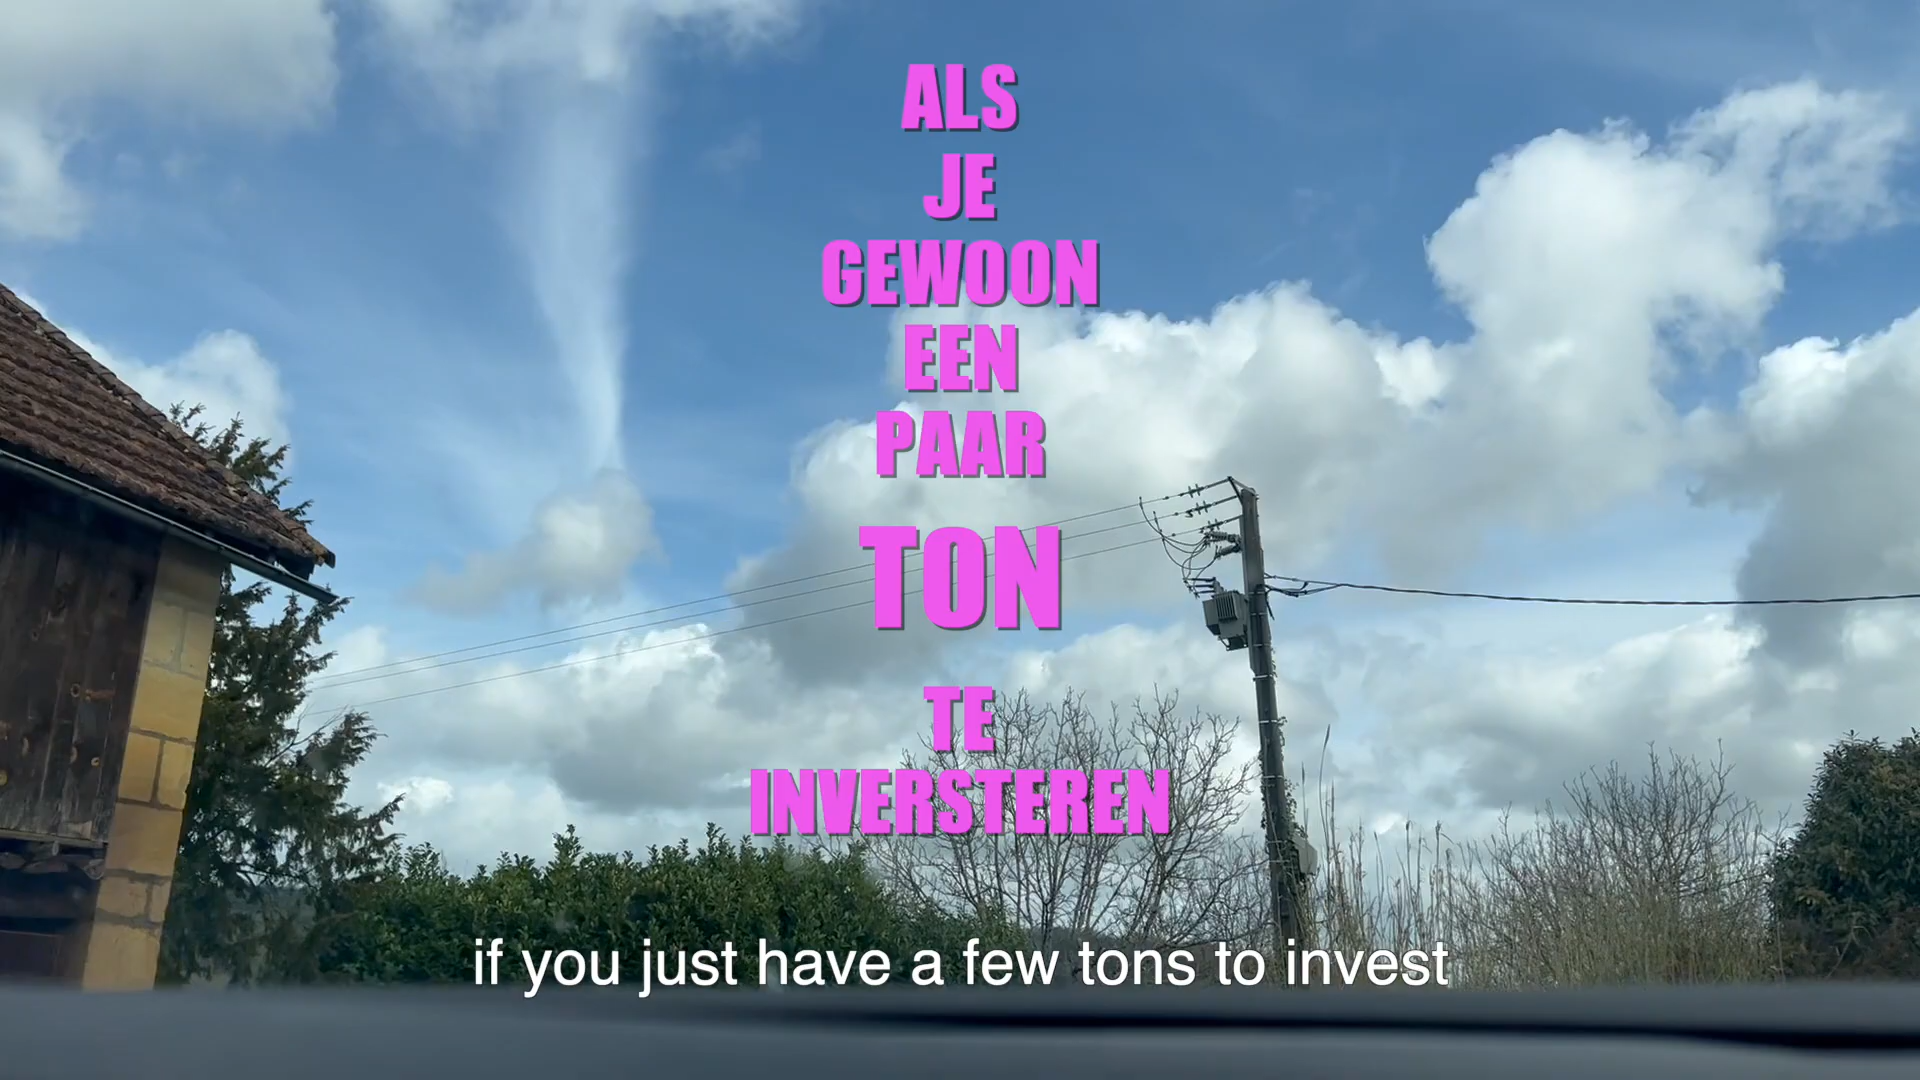 ALS
JE
GEWOON
EEN
PAAR
TON
TE
INVERSTEREN
if you just have a few tons to invest